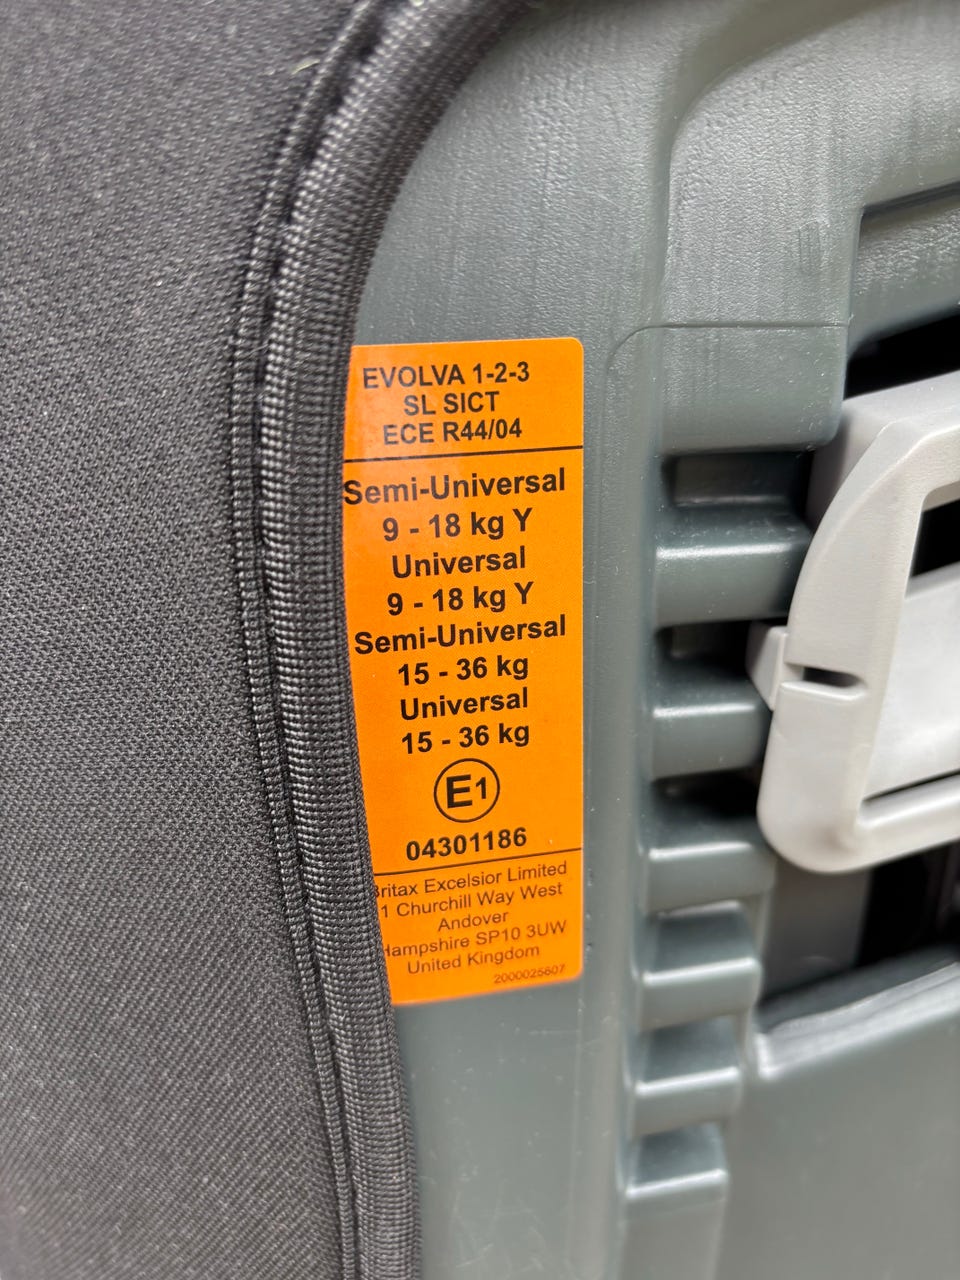 EVOLVA 1-2-3
SL SICT
ECE R44/04
Semi-Universal
9 - 18 kg Y
Universal
9 - 18 kg Y
Semi-Universal
15 - 36 kg
Universal
15 - 36 kg
E1
04301186
Britax Excelsior Limited
1 Churchill Way West
Andover
Hampshire SP10 3UW
United Kingdom
2000025607